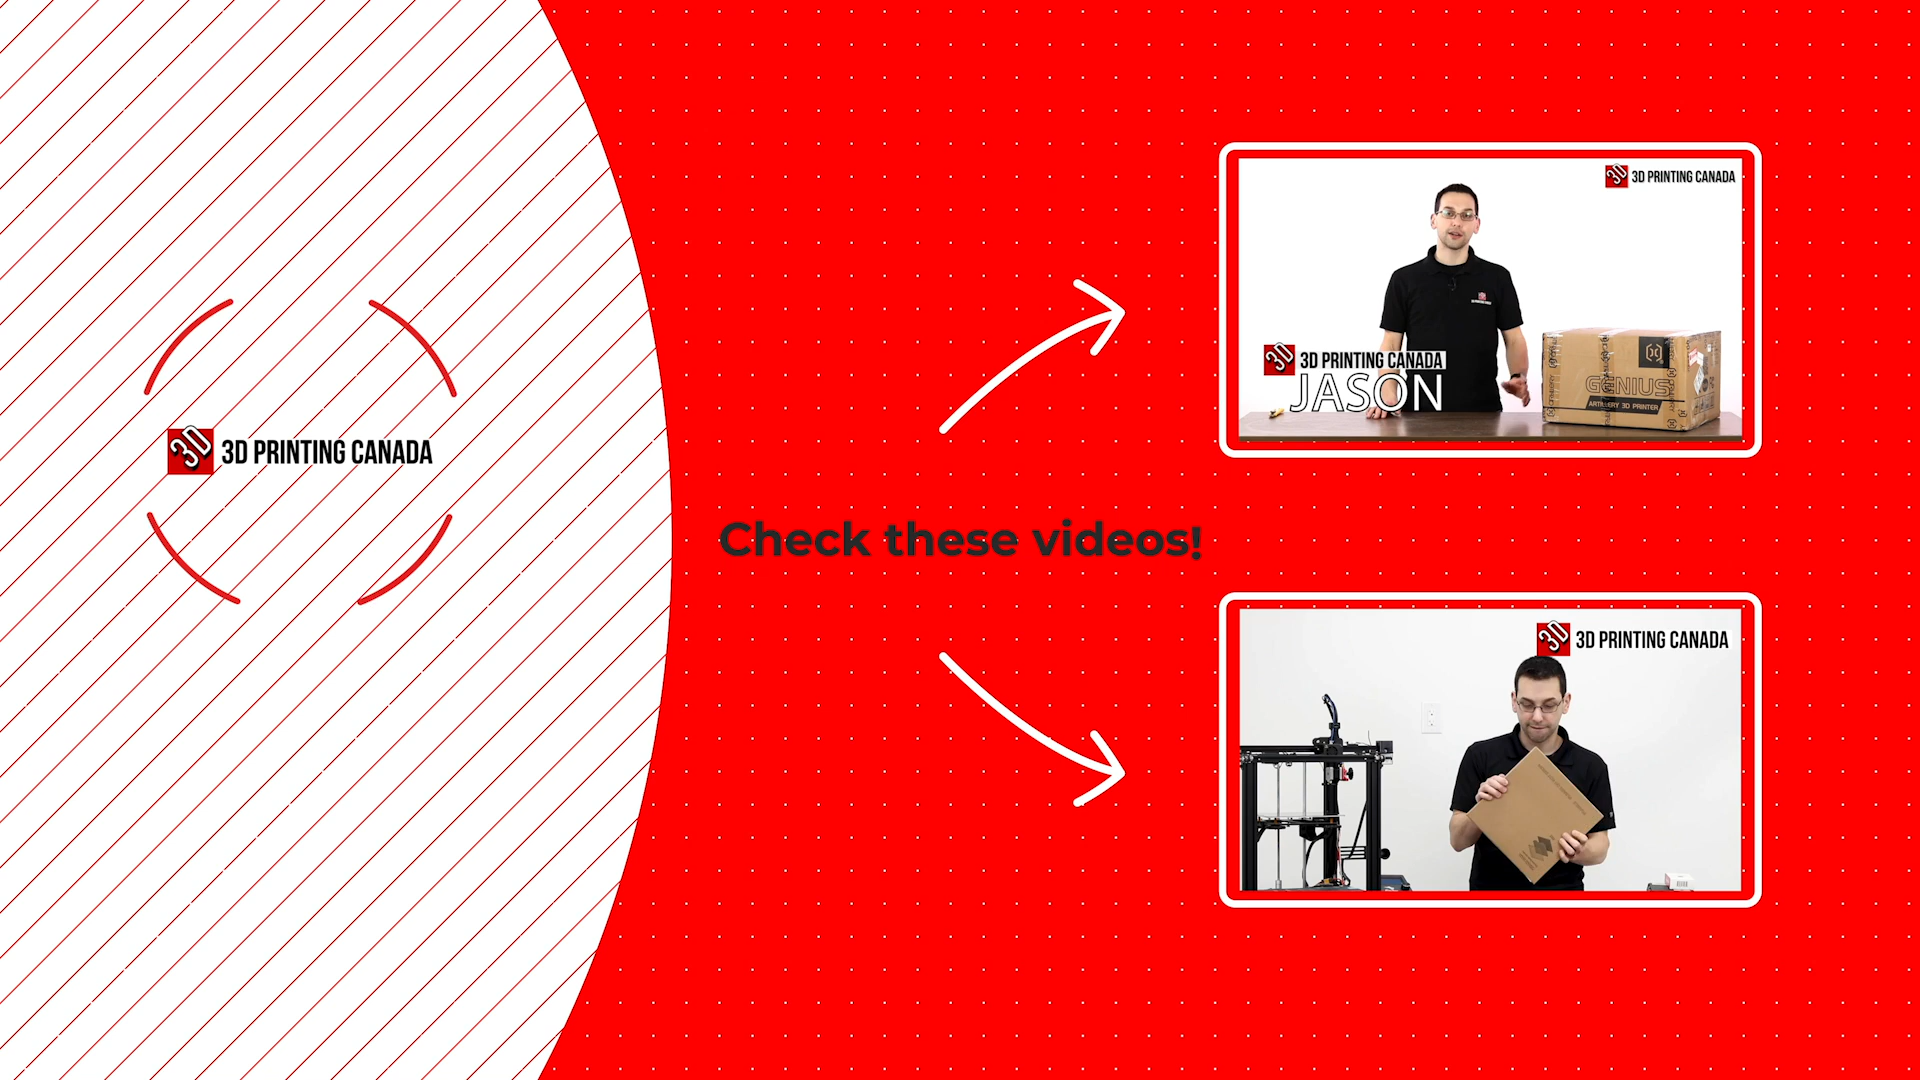 3D PRINTING CANADA
Check these videos!
3D PRINTING CANADA
3D PRINTING CANADA
JASON
GENIUS
ARTILLERY 3D PRINTER
3D PRINTING CANADA